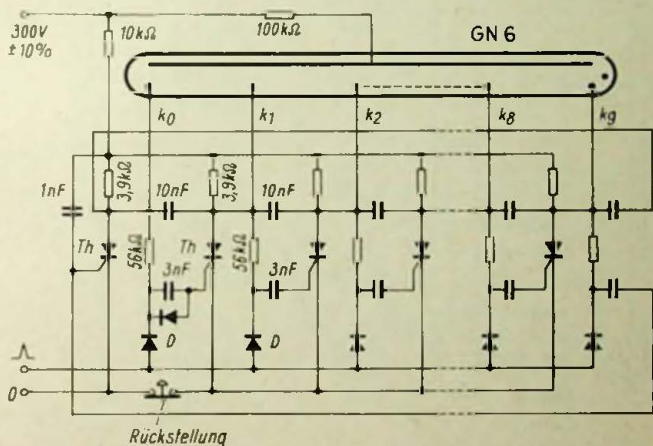 300V
±10%
10kΩ
100kΩ
GN 6
k0
k1
k2
k8
k9
1nF
3,9kΩ
10nF
3,9kΩ
10nF
Th
56kΩ
Th
56kΩ
3nF
3nF
D
D
0
Rückstellung